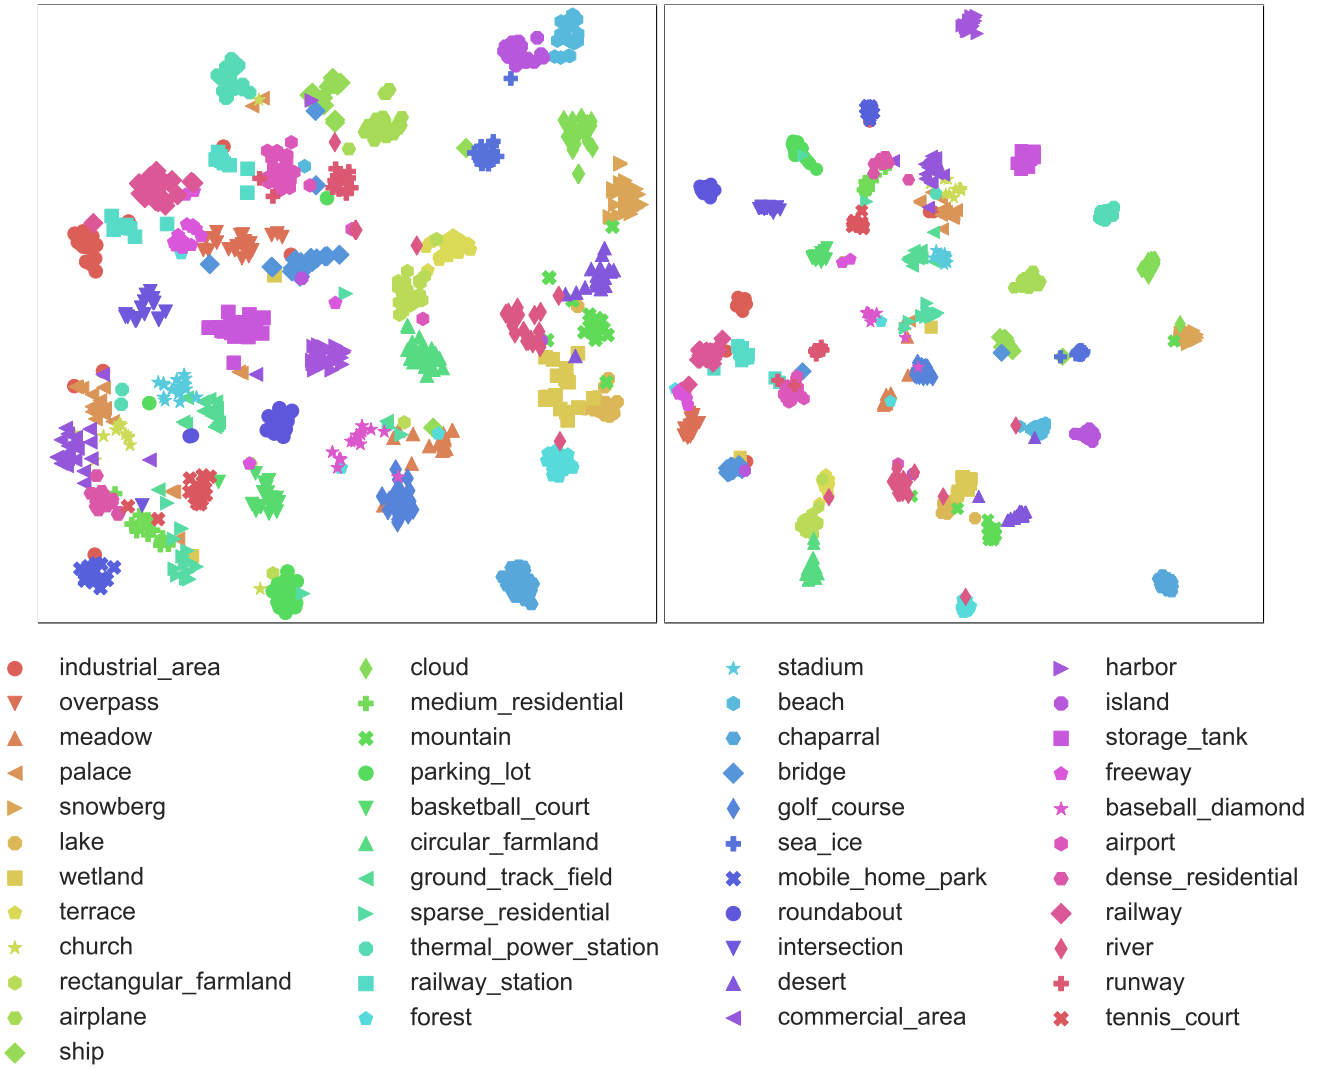 industrial_area
overpass
meadow
palace
snowberg
lake
wetland
terrace
church
rectangular_farmland
airplane
ship
cloud
medium_residential
mountain
parking_lot
basketball_court
circular_farmland
ground_track_field
sparse_residential
thermal_power_station
railway_station
forest
stadium
beach
chaparral
bridge
golf_course
sea_ice
mobile_home_park
roundabout
intersection
desert
commercial_area
harbor
island
storage_tank
freeway
baseball_diamond
airport
dense_residential
railway
river
runway
tennis_court